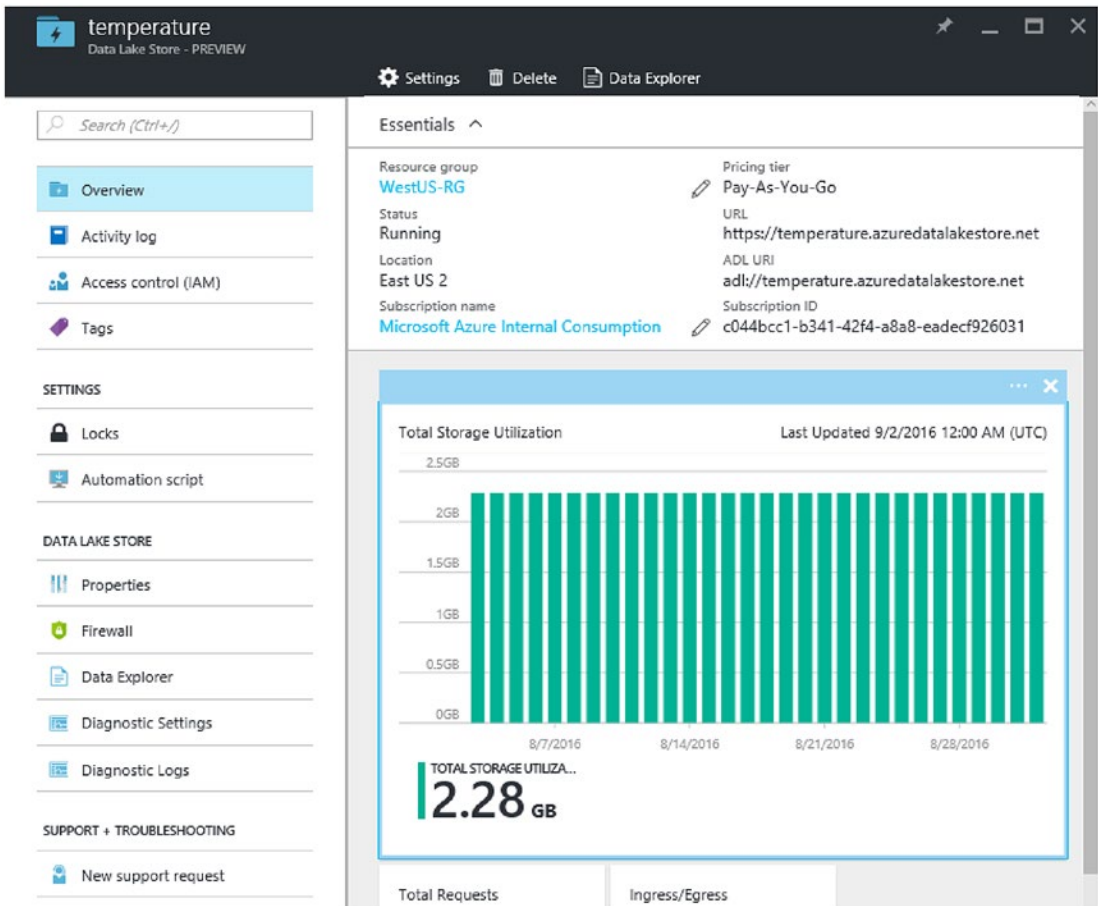 temperature
Data Lake Store - PREVIEW
Settings Delete Data Explorer
Search (Ctrl+/)
Overview
Activity log
Access control (IAM)
Tags
SETTINGS
Locks
Automation script
DATA LAKE STORE
Properties
Firewall
Data Explorer
Diagnostic Settings
Diagnostic Logs
SUPPORT + TROUBLESHOOTING
New support request
Essentials
Resource group
WestUS-RG
Status
Running
Location
East US 2
Subscription name
Microsoft Azure Internal Consumption
Pricing tier
Pay-As-You-Go
URL
https://temperature.azuredatalakestore.net
ADL URI
adl://temperature.azuredatalakestore.net
Subscription ID
c044bcc1-b341-42f4-a8a8-eadecf926031
Total Storage Utilization Last Updated 9/2/2016 12:00 AM (UTC)
2.5GB
2GB
1.5GB
1GB
0.5GB
0GB
8/7/2016 8/14/2016 8/21/2016 8/28/2016
TOTAL STORAGE UTILIZA...
2.28 GB
Total Requests Ingress/Egress